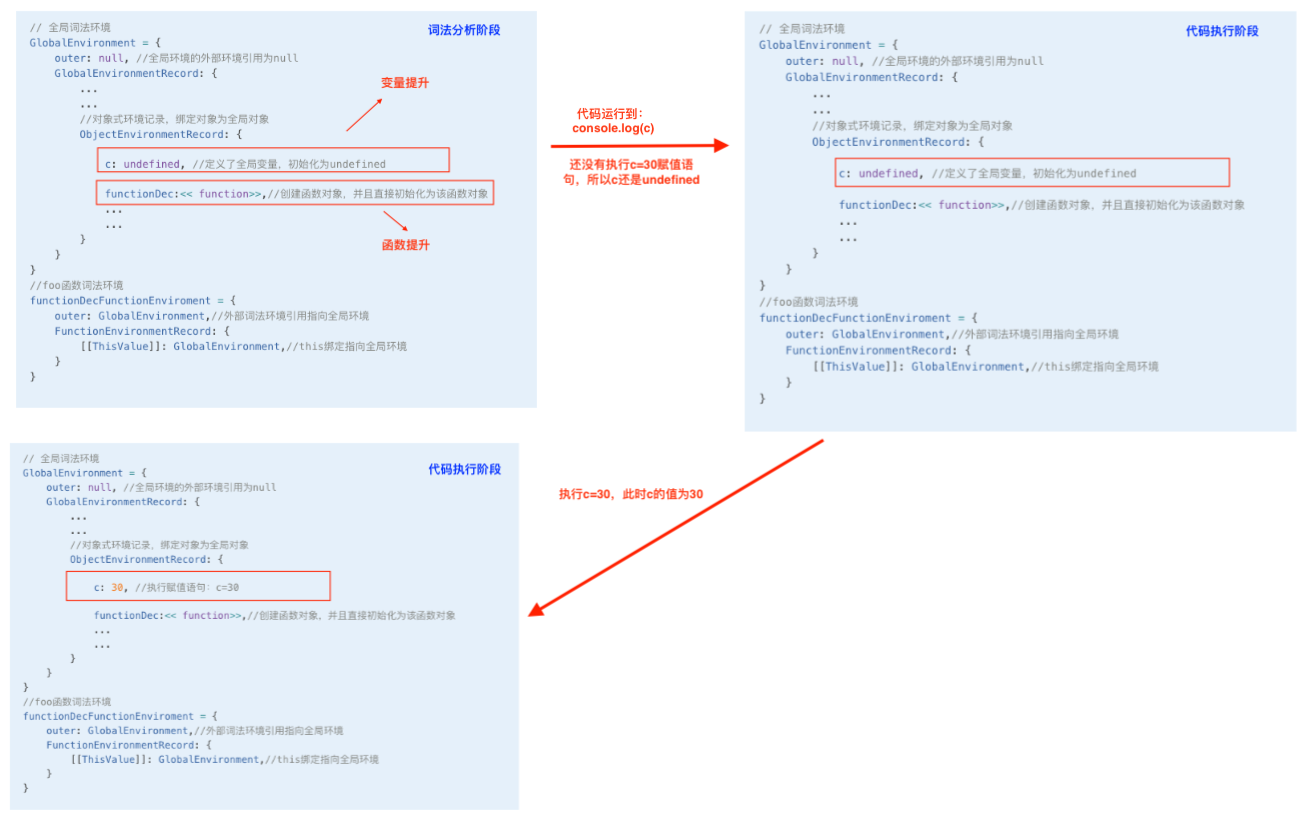 // 全局词法环境
词法分析阶段
GlobalEnvironment = {
outer: null, //全局环境的外部环境引用为null
GlobalEnvironmentRecord: {
...
...
变量提升
//对象式环境记录，绑定对象为全局对象
ObjectEnvironmentRecord: {
c: undefined, //定义了全局变量，初始化为undefined
functionDec:<< function>>,//创建函数对象，并且直接初始化为该函数对象
...
...
函数提升
}
}
}
//foo函数词法环境
functionDecFunctionEnviroment = {
outer: GlobalEnvironment,//外部词法环境引用指向全局环境
FunctionEnvironmentRecord: {
[[ThisValue]]: GlobalEnvironment,//this绑定指向全局环境
}
}
代码运行到：
console.log(c)
还没有执行c=30赋值语
句，所以c还是undefined
// 全局词法环境
代码执行阶段
GlobalEnvironment = {
outer: null, //全局环境的外部环境引用为null
GlobalEnvironmentRecord: {
...
...
//对象式环境记录，绑定对象为全局对象
ObjectEnvironmentRecord: {
c: undefined, //定义了全局变量，初始化为undefined
functionDec:<< function>>,//创建函数对象，并且直接初始化为该函数对象
...
...
}
}
}
//foo函数词法环境
functionDecFunctionEnviroment = {
outer: GlobalEnvironment,//外部词法环境引用指向全局环境
FunctionEnvironmentRecord: {
[[ThisValue]]: GlobalEnvironment,//this绑定指向全局环境
}
}
执行c=30，此时c的值为30
// 全局词法环境
代码执行阶段
GlobalEnvironment = {
outer: null, //全局环境的外部环境引用为null
GlobalEnvironmentRecord: {
...
...
//对象式环境记录，绑定对象为全局对象
ObjectEnvironmentRecord: {
c: 30, //执行赋值语句：c=30
functionDec:<< function>>,//创建函数对象，并且直接初始化为该函数对象
...
...
}
}
}
//foo函数词法环境
functionDecFunctionEnviroment = {
outer: GlobalEnvironment,//外部词法环境引用指向全局环境
FunctionEnvironmentRecord: {
[[ThisValue]]: GlobalEnvironment,//this绑定指向全局环境
}
}